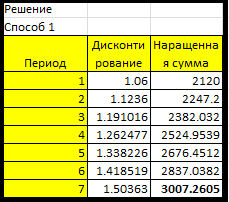 Решение
Способ 1
Период Дисконти рование Наращенна я сумма
1 1.06 2120
2 1.1236 2247.2
3 1.191016 2382.032
4 1.262477 2524.9539
5 1.338226 2676.4512
6 1.418519 2837.0382
7 1.50363 3007.2605